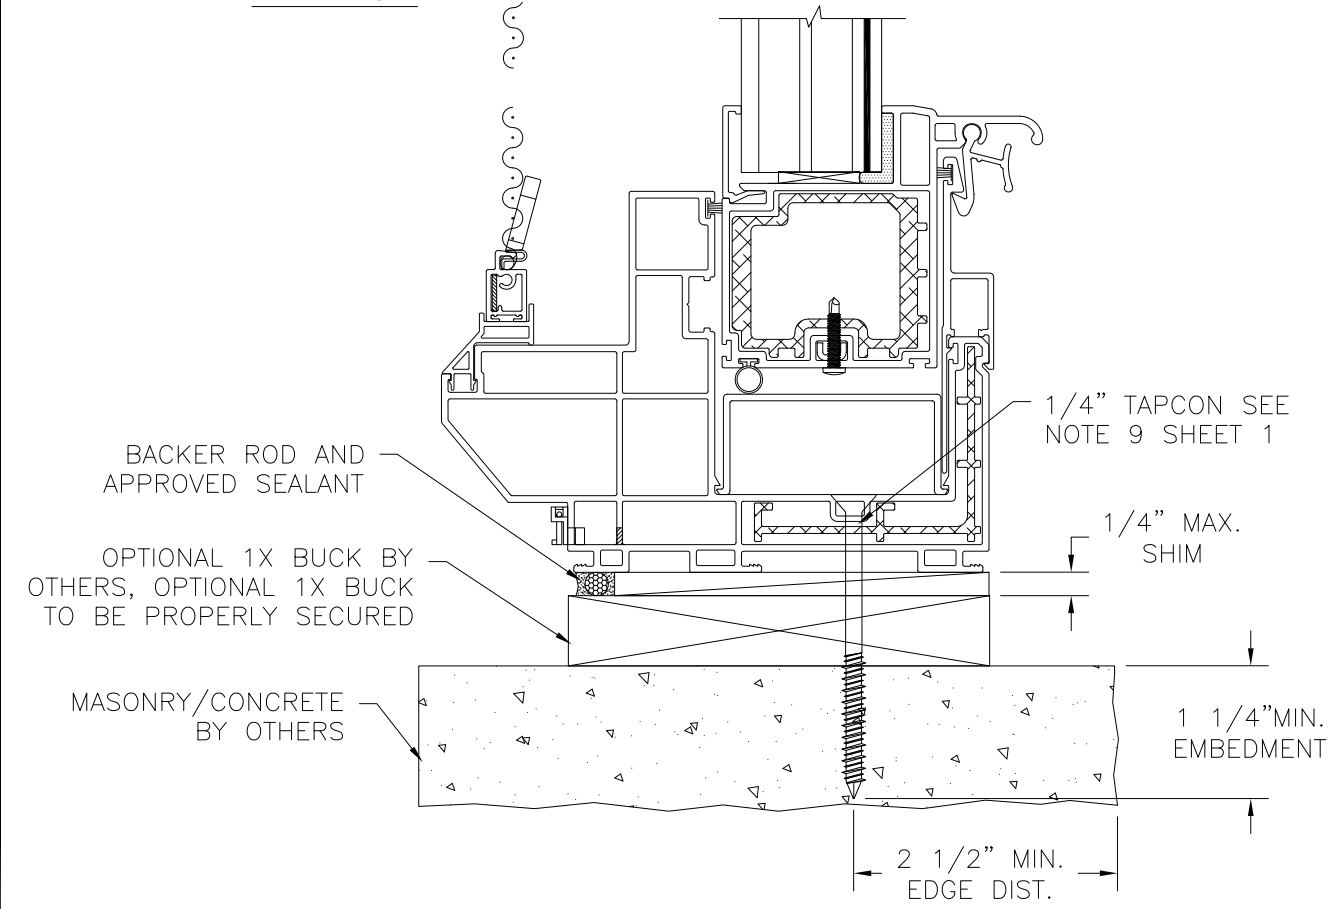 1/4” TAPCON SEE
NOTE 9 SHEET 1
BACKER ROD AND
APPROVED SEALANT
1/4” MAX.
SHIM
OPTIONAL 1X BUCK BY
OTHERS, OPTIONAL 1X BUCK
TO BE PROPERLY SECURED
MASONRY/CONCRETE
BY OTHERS
1 1/4”MIN.
EMBEDMENT
2 1/2” MIN.
EDGE DIST.